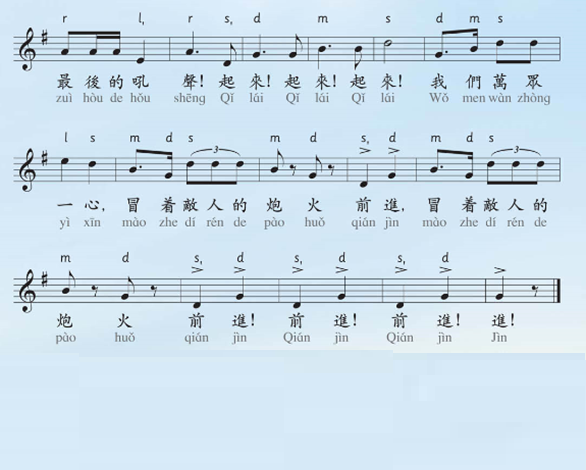 r l, r s, d m s d m s
最後的吼 聲！起來！起來！起來！ 我們萬眾
zuì hòu de hǒu shēng Qǐ lái Qǐ lái Qǐ lái Wǒ men wàn zhòng
l s m d s m d s, d m d s
3 3
一心，冒着敵人的炮火前進，冒着敵人的
yì xīn mào zhe dí rén de pào huǒ qián jìn mào zhe dí rén de
m d s, d s, d s, d d
炮 火 前 進！前 進！前 進！進！
pào huǒ qián jìn Qián jìn Qián jìn Jìn